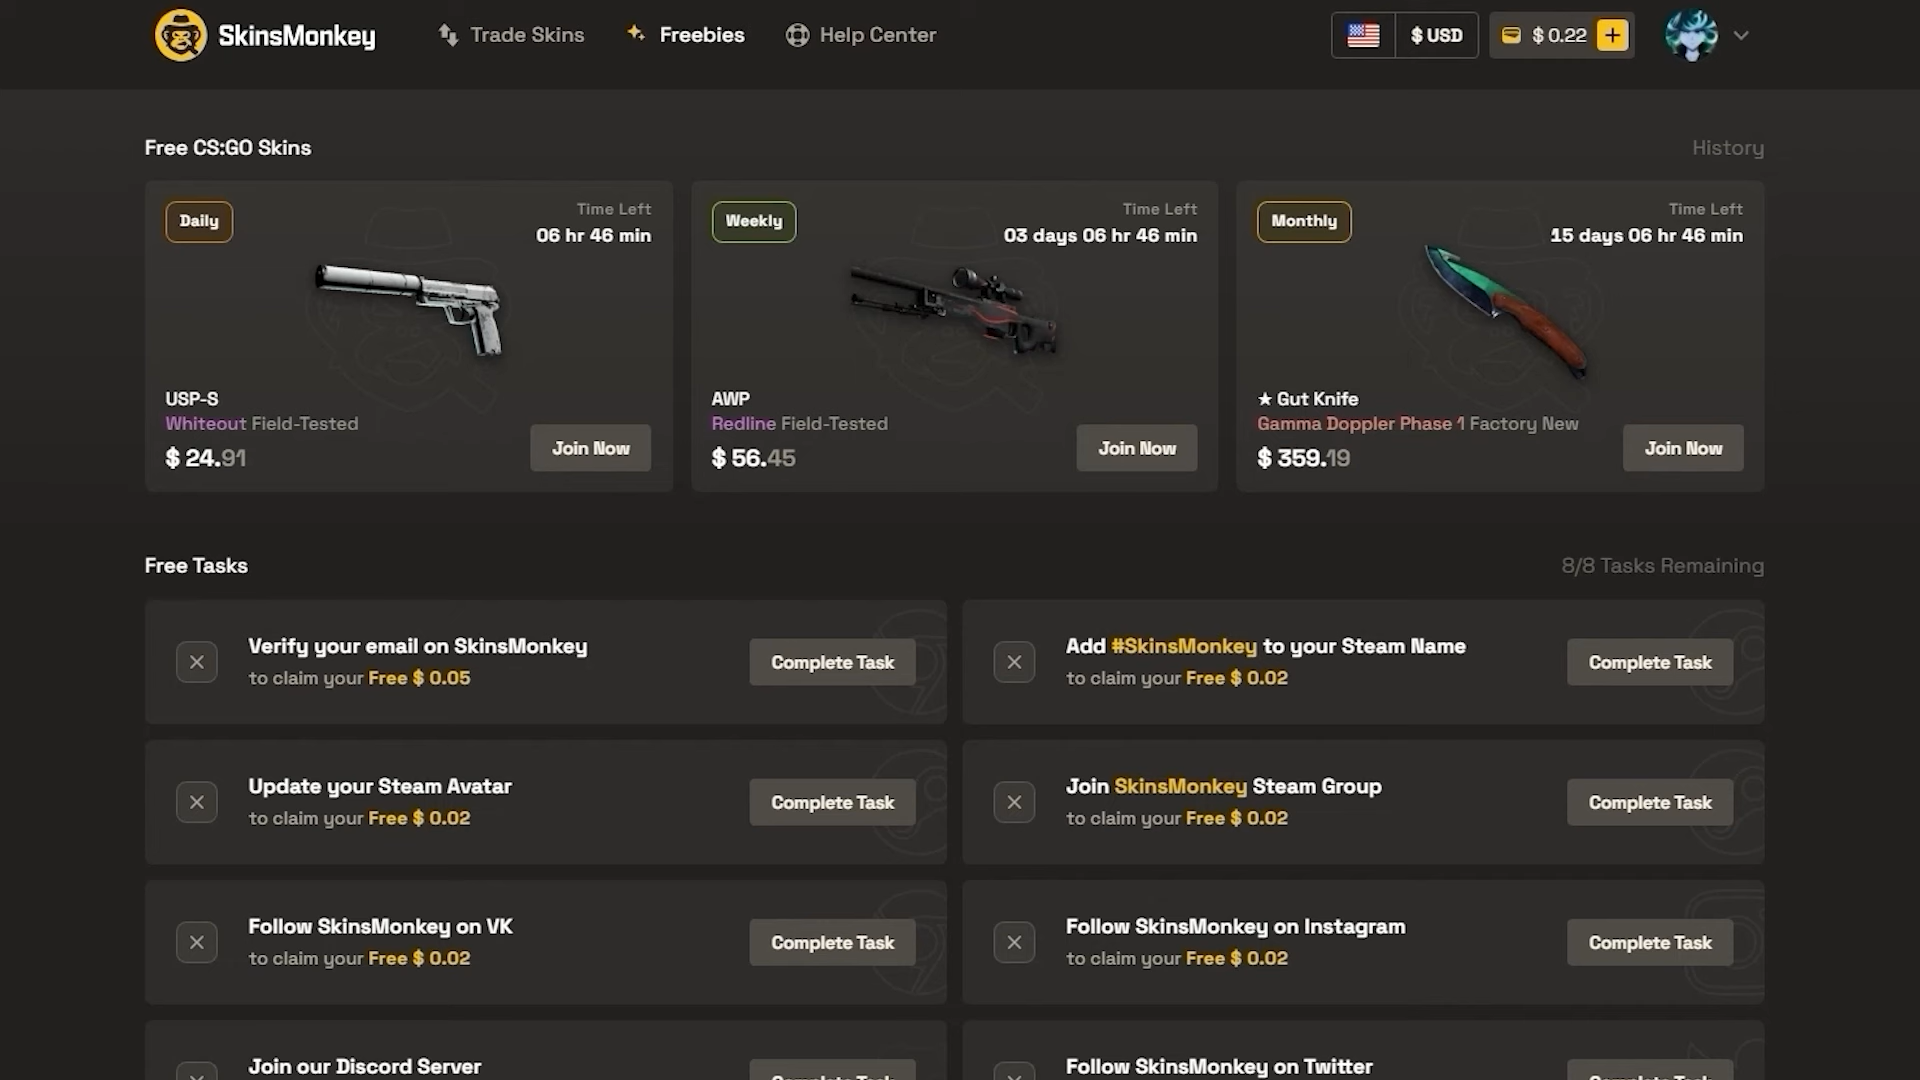 SkinsMonkey
Trade Skins
Freebies
Help Center
$ USD
$ 0.22
Free CS:GO Skins
History
Daily
Time Left
06 hr 46 min
USP-S
Whiteout Field-Tested
$ 24.91
Join Now
Weekly
Time Left
03 days 06 hr 46 min
AWP
Redline Field-Tested
$ 56.45
Join Now
Monthly
Time Left
15 days 06 hr 46 min
★ Gut Knife
Gamma Doppler Phase 1 Factory New
$ 359.19
Join Now
Free Tasks
8/8 Tasks Remaining
Verify your email on SkinsMonkey
to claim your Free $ 0.05
Complete Task
Add #SkinsMonkey to your Steam Name
to claim your Free $ 0.02
Complete Task
Update your Steam Avatar
to claim your Free $ 0.02
Complete Task
Join SkinsMonkey Steam Group
to claim your Free $ 0.02
Complete Task
Follow SkinsMonkey on VK
to claim your Free $ 0.02
Complete Task
Follow SkinsMonkey on Instagram
to claim your Free $ 0.02
Complete Task
Join our Discord Server
Complete Task
Follow SkinsMonkey on Twitter
Complete Task